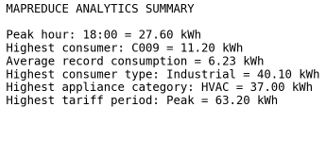 MAPREDUCE ANALYTICS SUMMARY
Peak hour: 18:00 = 27.60 kWh
Highest consumer: C009 = 11.20 kWh
Average record consumption = 6.23 kWh
Highest consumer type: Industrial = 40.10 kWh
Highest appliance category: HVAC = 37.00 kWh
Highest tariff period: Peak = 63.20 kWh